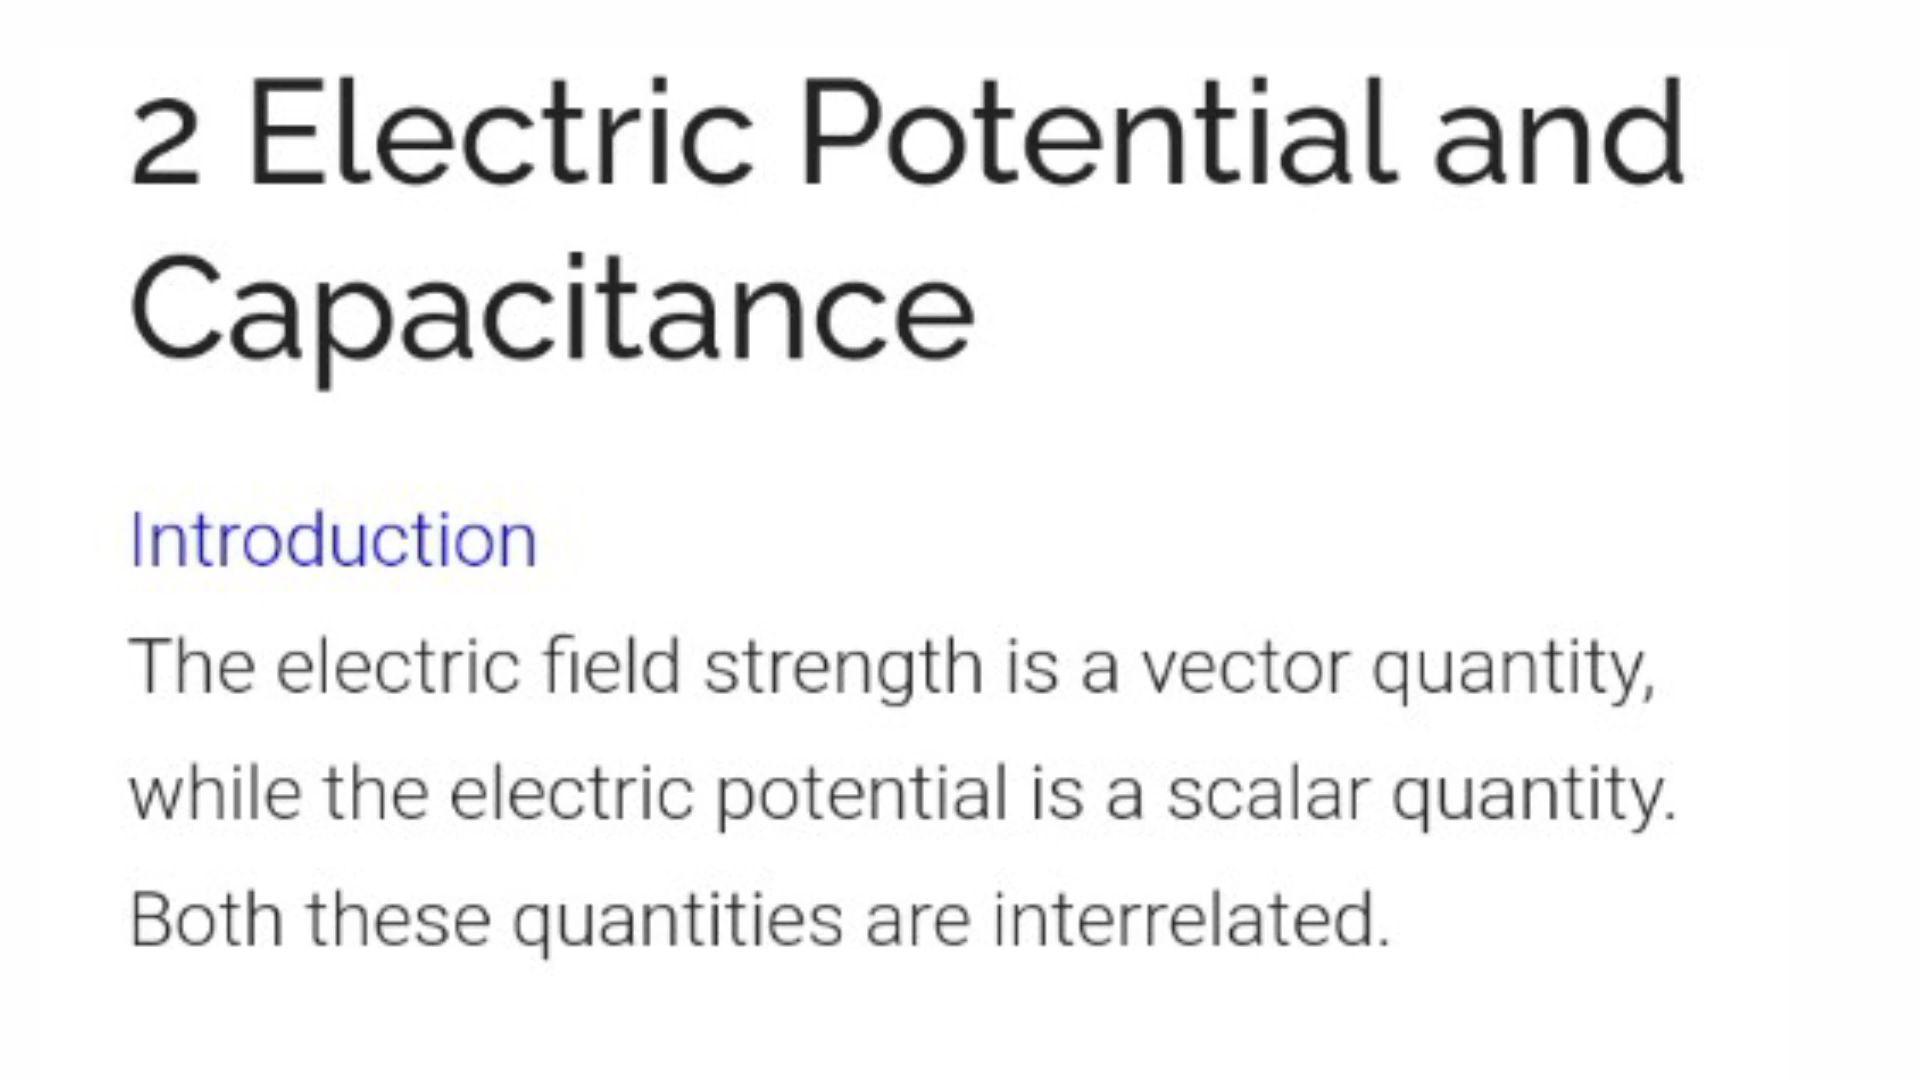 2 Electric Potential and
Capacitance
Introduction
The electric field strength is a vector quantity,
while the electric potential is a scalar quantity.
Both these quantities are interrelated.